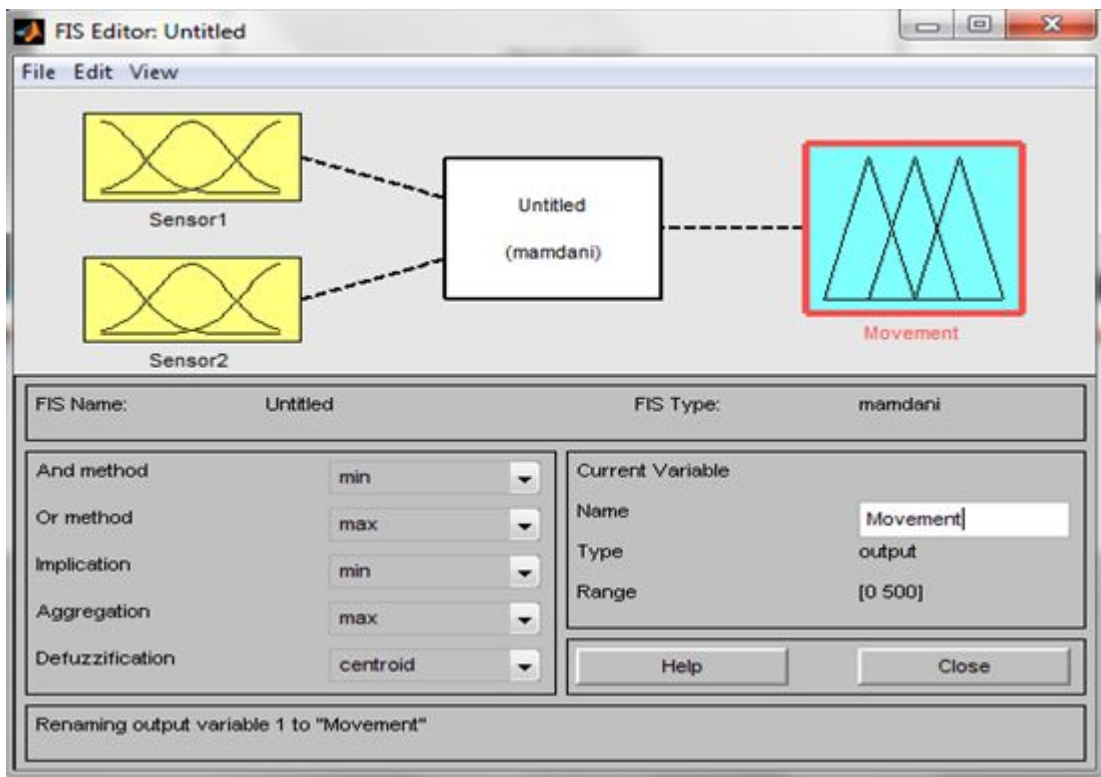 FIS Editor: Untitled
File Edit View
Sensor1
Sensor2
Untitled
(mamdani)
Movement
FIS Name: Untitled FIS Type: mamdani
And method min
Or method max
Implication min
Aggregation max
Defuzzification centroid
Current Variable
Name Movement
Type output
Range [0 500]
Help Close
Renaming output variable 1 to "Movement"